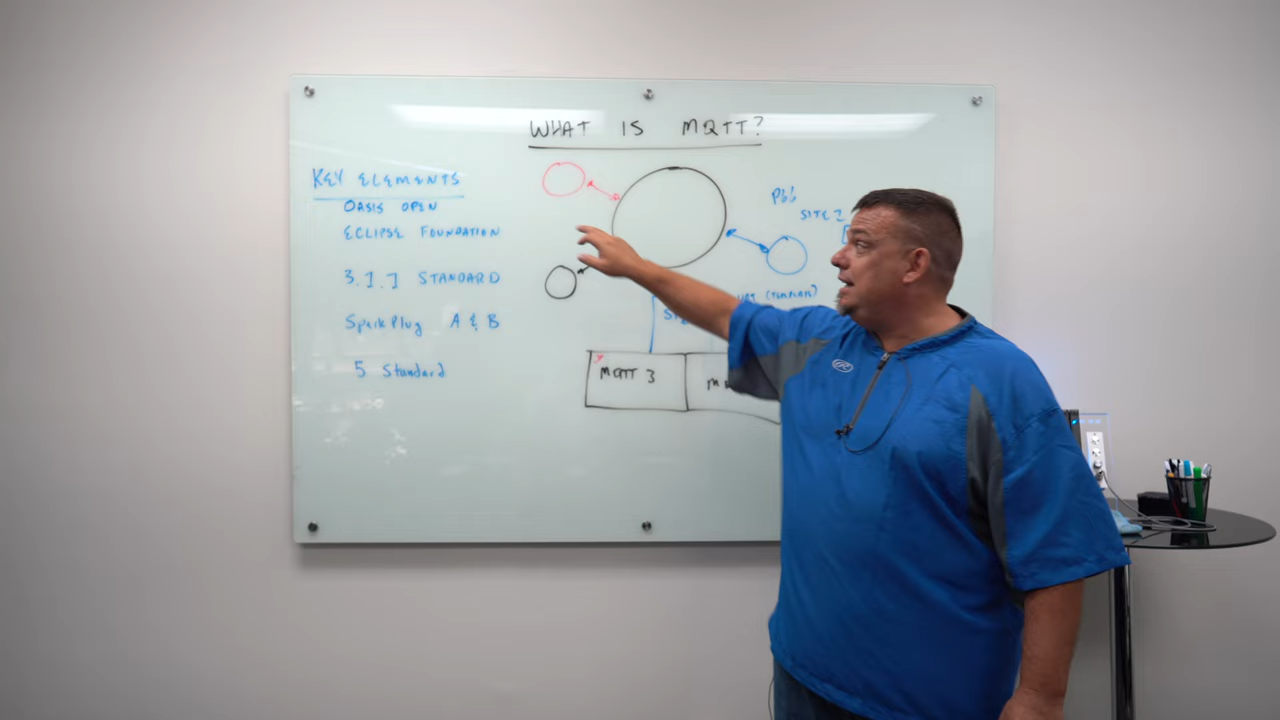 WHAT IS MQTT?
KEY ELEMENTS
OASIS OPEN
ECLIPSE FOUNDATION
3.1.1 STANDARD
SparkPlug A & B
5 Standard
SITE 2
MQTT 3